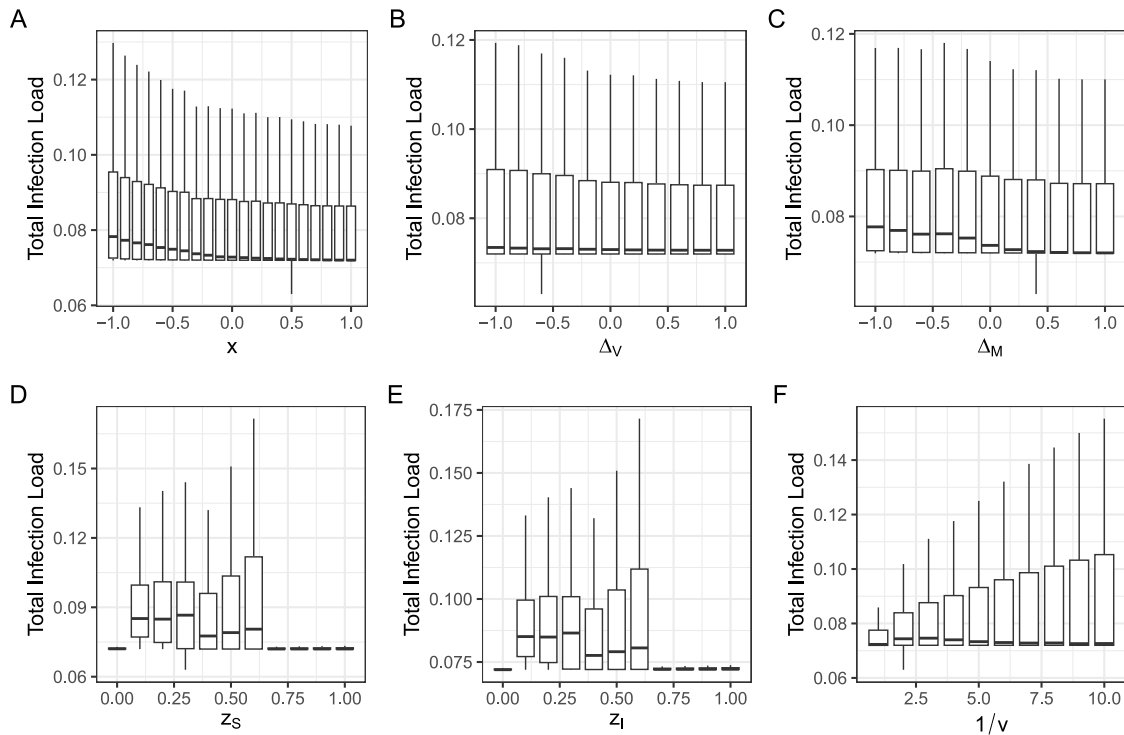 A
B
C
Total Infection Load
0.12
0.10
0.08
0.06
−1.0 −0.5 0.0 0.5 1.0
x
Total Infection Load
0.12
0.10
0.08
−1.0 −0.5 0.0 0.5 1.0
Δ_V
Total Infection Load
0.12
0.10
0.08
−1.0 −0.5 0.0 0.5 1.0
Δ_M
D
E
F
Total Infection Load
0.15
0.12
0.09
0.06
0.00 0.25 0.50 0.75 1.00
z_S
Total Infection Load
0.175
0.150
0.125
0.100
0.075
0.00 0.25 0.50 0.75 1.00
z_I
Total Infection Load
0.14
0.12
0.10
0.08
0.06
2.5 5.0 7.5 10.0
1/v